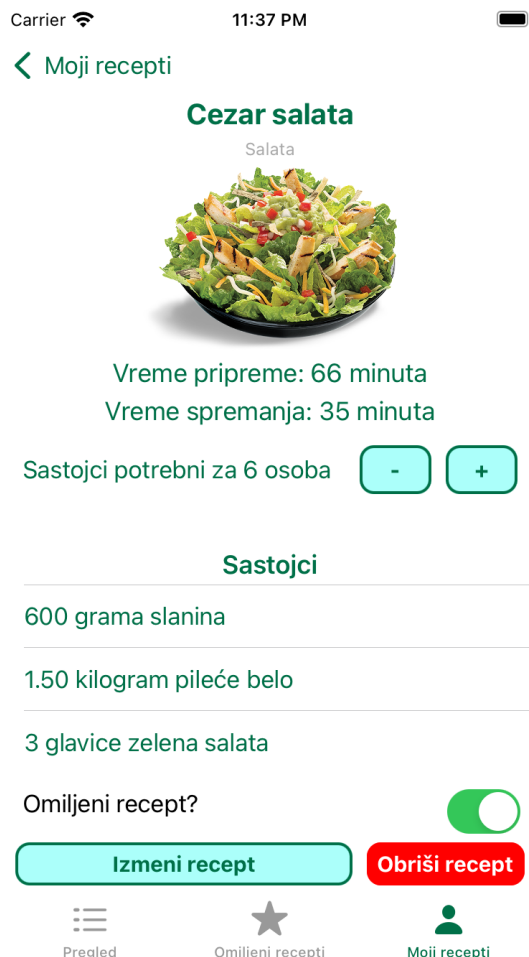 Carrier
11:37 PM
Moji recepti
Cezar salata
Salata
Vreme pripreme: 66 minuta
Vreme spremanja: 35 minuta
Sastojci potrebni za 6 osoba
-
+
Sastojci
600 grama slanina
1.50 kilogram pileće belo
3 glavice zelena salata
Omiljeni recept?
Izmeni recept
Obriši recept
Pregled
Omiljeni recepti
Moji recepti